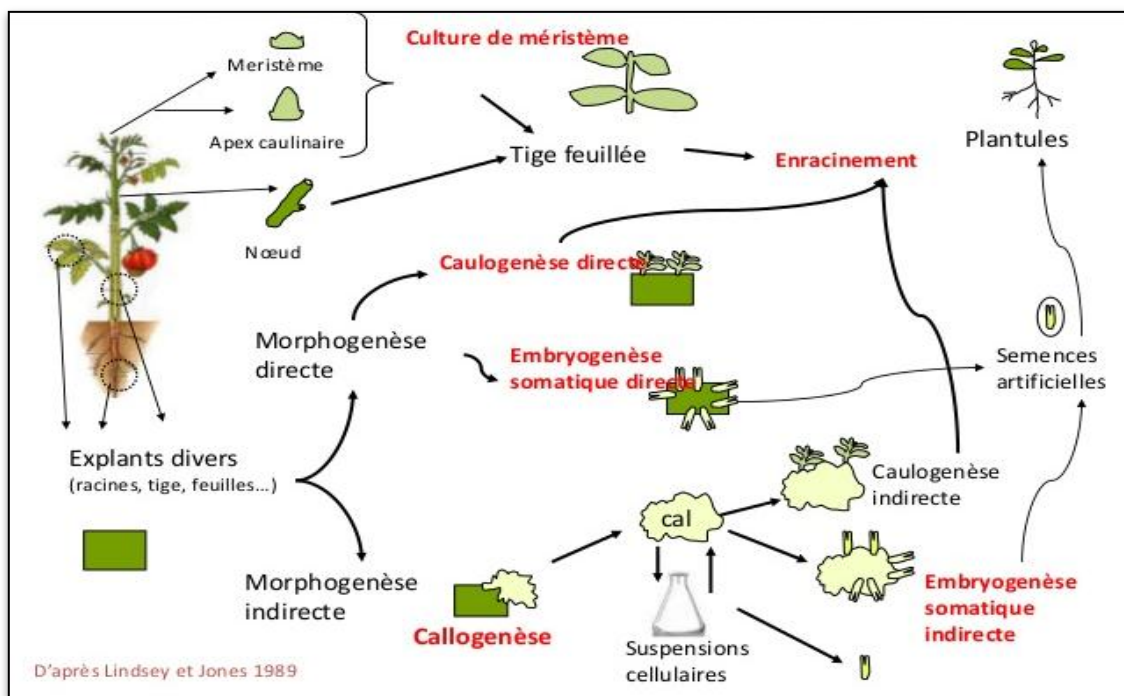 Culture de méristème
Meristème
Apex caulinaire
Tige feuillée
Enracinement
Plantules
Nœud
Caulogenèse directe
Morphogenèse
directe
Embryogenèse
somatique directe
Semences
artificielles
Explants divers
(racines, tige, feuilles...)
Caulogenèse
indirecte
cal
Morphogenèse
indirecte
Callogenèse
Suspensions
cellulaires
Embryogenèse
somatique
indirecte
D'après Lindsey et Jones 1989